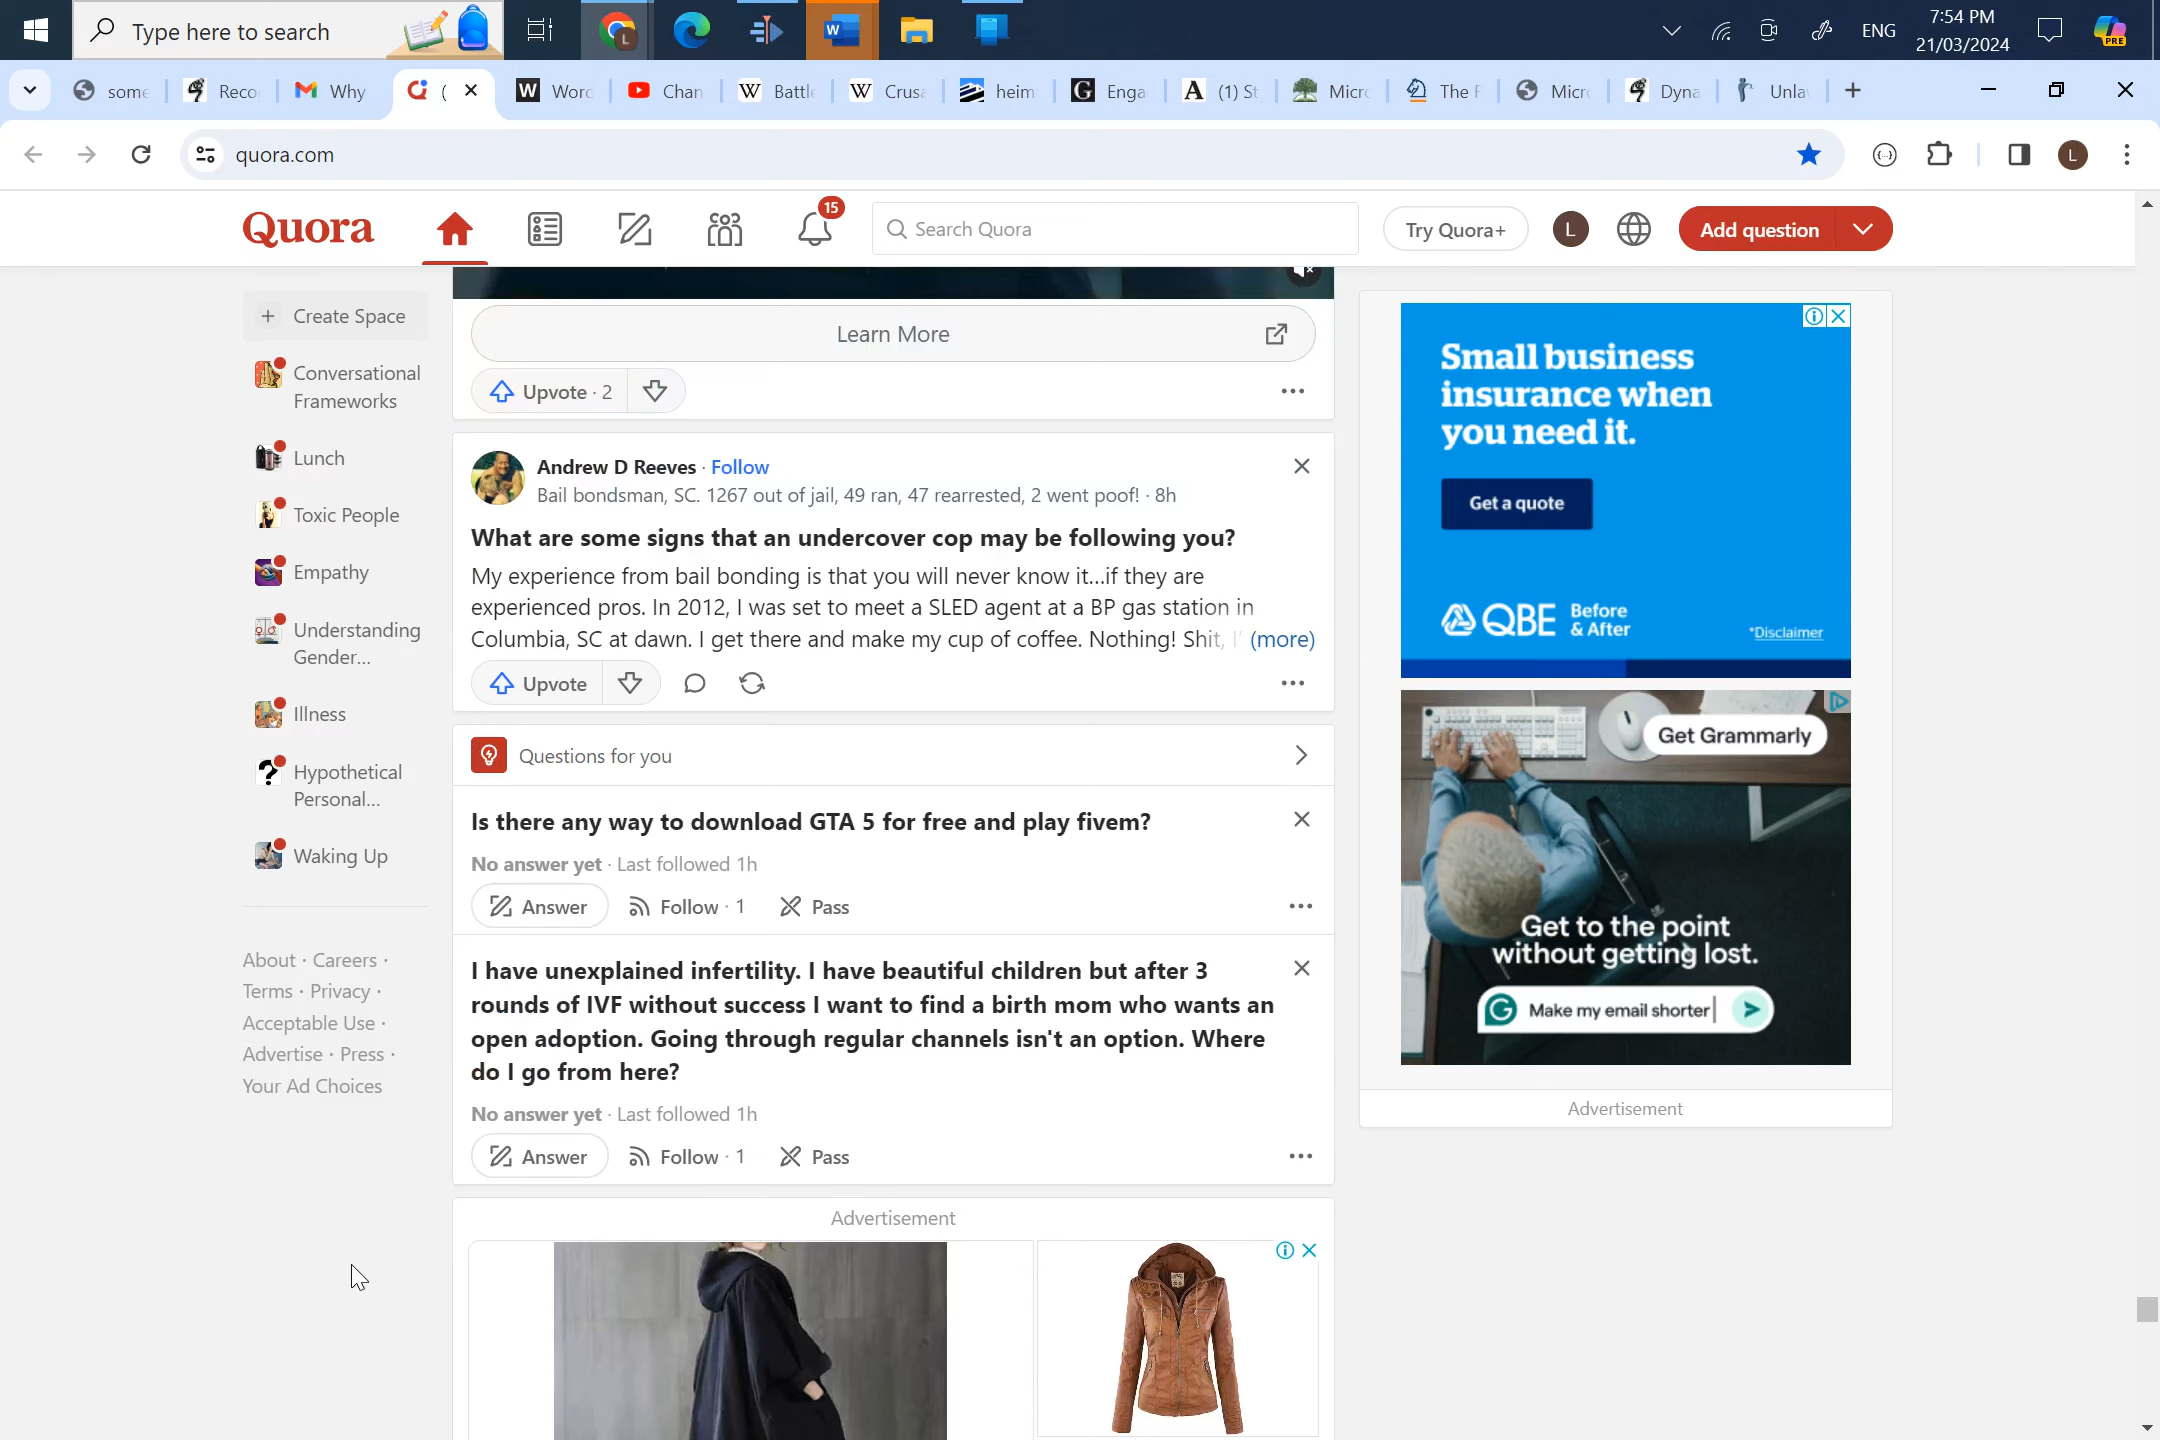 Type here to search
ENG
7:54 PM
21/03/2024
PRE
some
Reco
Why
(
Word
Chan
Battle
Crusa
heim
Enga
(1) St
Micro
The F
Micro
Dyna
Unla
quora.com
L
Quora
15
Search Quora
Try Quora+
L
Add question
Create Space
Conversational
Frameworks
Lunch
Toxic People
Empathy
Understanding
Gender...
Illness
Hypothetical
Personal...
Waking Up
About · Careers ·
Terms · Privacy ·
Acceptable Use ·
Advertise · Press ·
Your Ad Choices
Learn More
Upvote · 2
Andrew D Reeves · Follow
Bail bondsman, SC. 1267 out of jail, 49 ran, 47 rearrested, 2 went poof! · 8h
What are some signs that an undercover cop may be following you?
My experience from bail bonding is that you will never know it...if they are
experienced pros. In 2012, I was set to meet a SLED agent at a BP gas station in
Columbia, SC at dawn. I get there and make my cup of coffee. Nothing! Shit, I' (more)
Upvote
Questions for you
Is there any way to download GTA 5 for free and play fivem?
No answer yet · Last followed 1h
Answer Follow · 1 Pass
I have unexplained infertility. I have beautiful children but after 3
rounds of IVF without success I want to find a birth mom who wants an
open adoption. Going through regular channels isn't an option. Where
do I go from here?
No answer yet · Last followed 1h
Answer Follow · 1 Pass
Advertisement
Small business
insurance when
you need it.
Get a quote
QBE Before
& After
*Disclaimer
Get Grammarly
Get to the point
without getting lost.
Make my email shorter
Advertisement